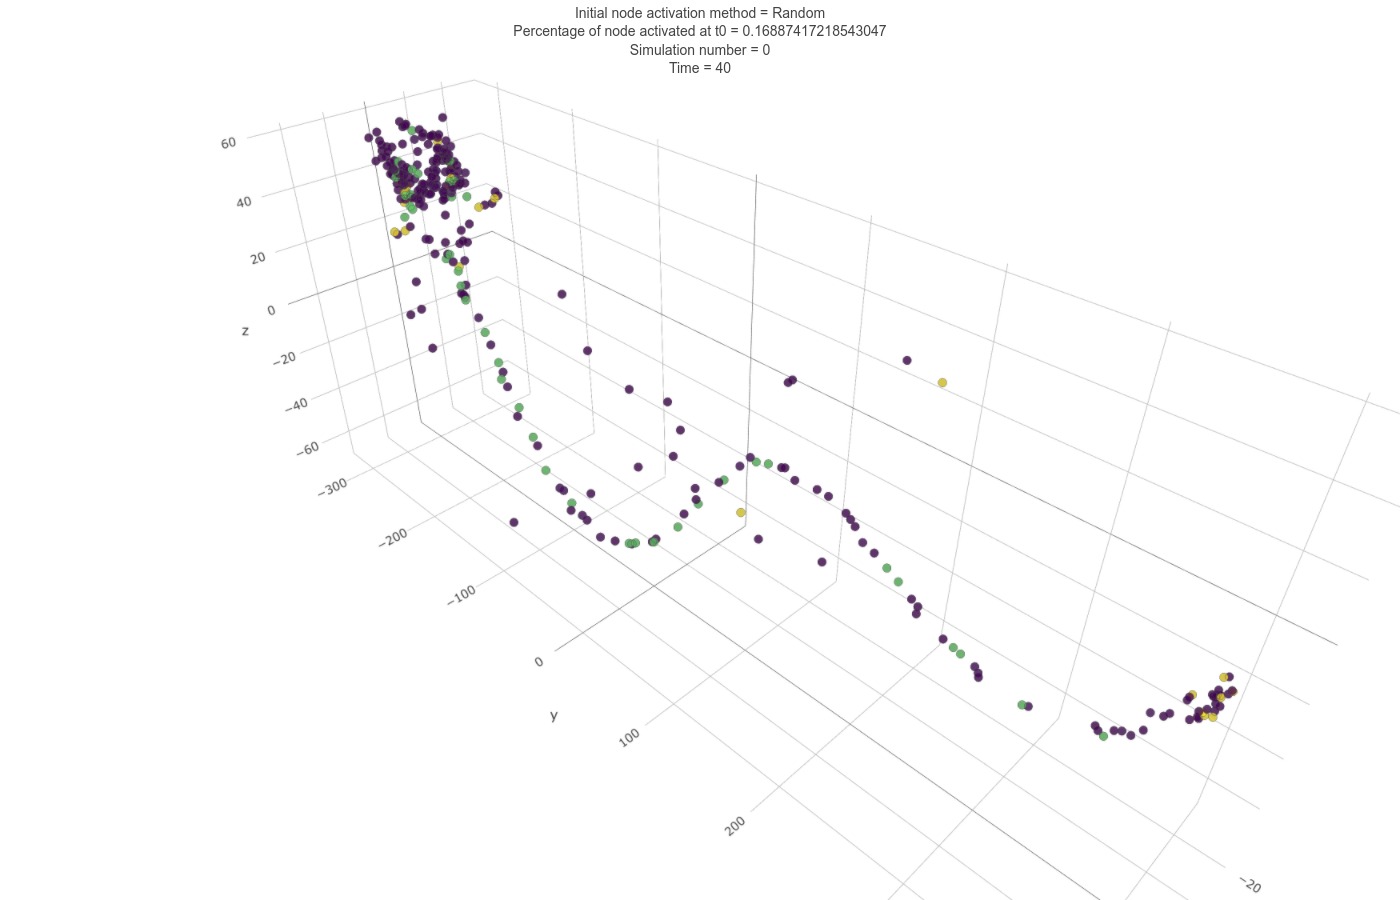 Initial node activation method = Random
Percentage of node activated at t0 = 0.16887417218543047
Simulation number = 0
Time = 40
60
40
20
0
z
−20
−40
−60
−300
−200
−100
0
y
100
200
−20